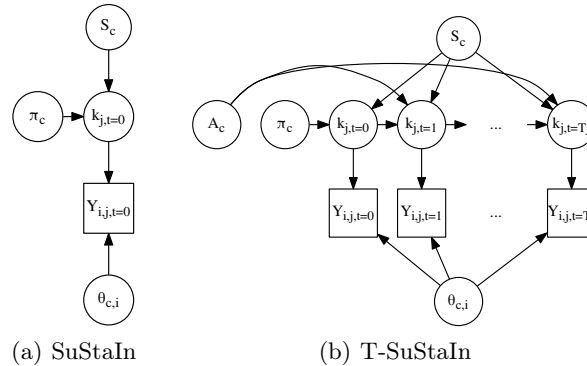 S_c
π_c
k_{j,t=0}
Y_{i,j,t=0}
θ_{c,i}
(a) SuStaIn
S_c
A_c
π_c
k_{j,t=0}
k_{j,t=1}
...
k_{j,t=T_j}
Y_{i,j,t=0}
Y_{i,j,t=1}
...
Y_{i,j,t=T}
θ_{c,i}
(b) T-SuStaIn